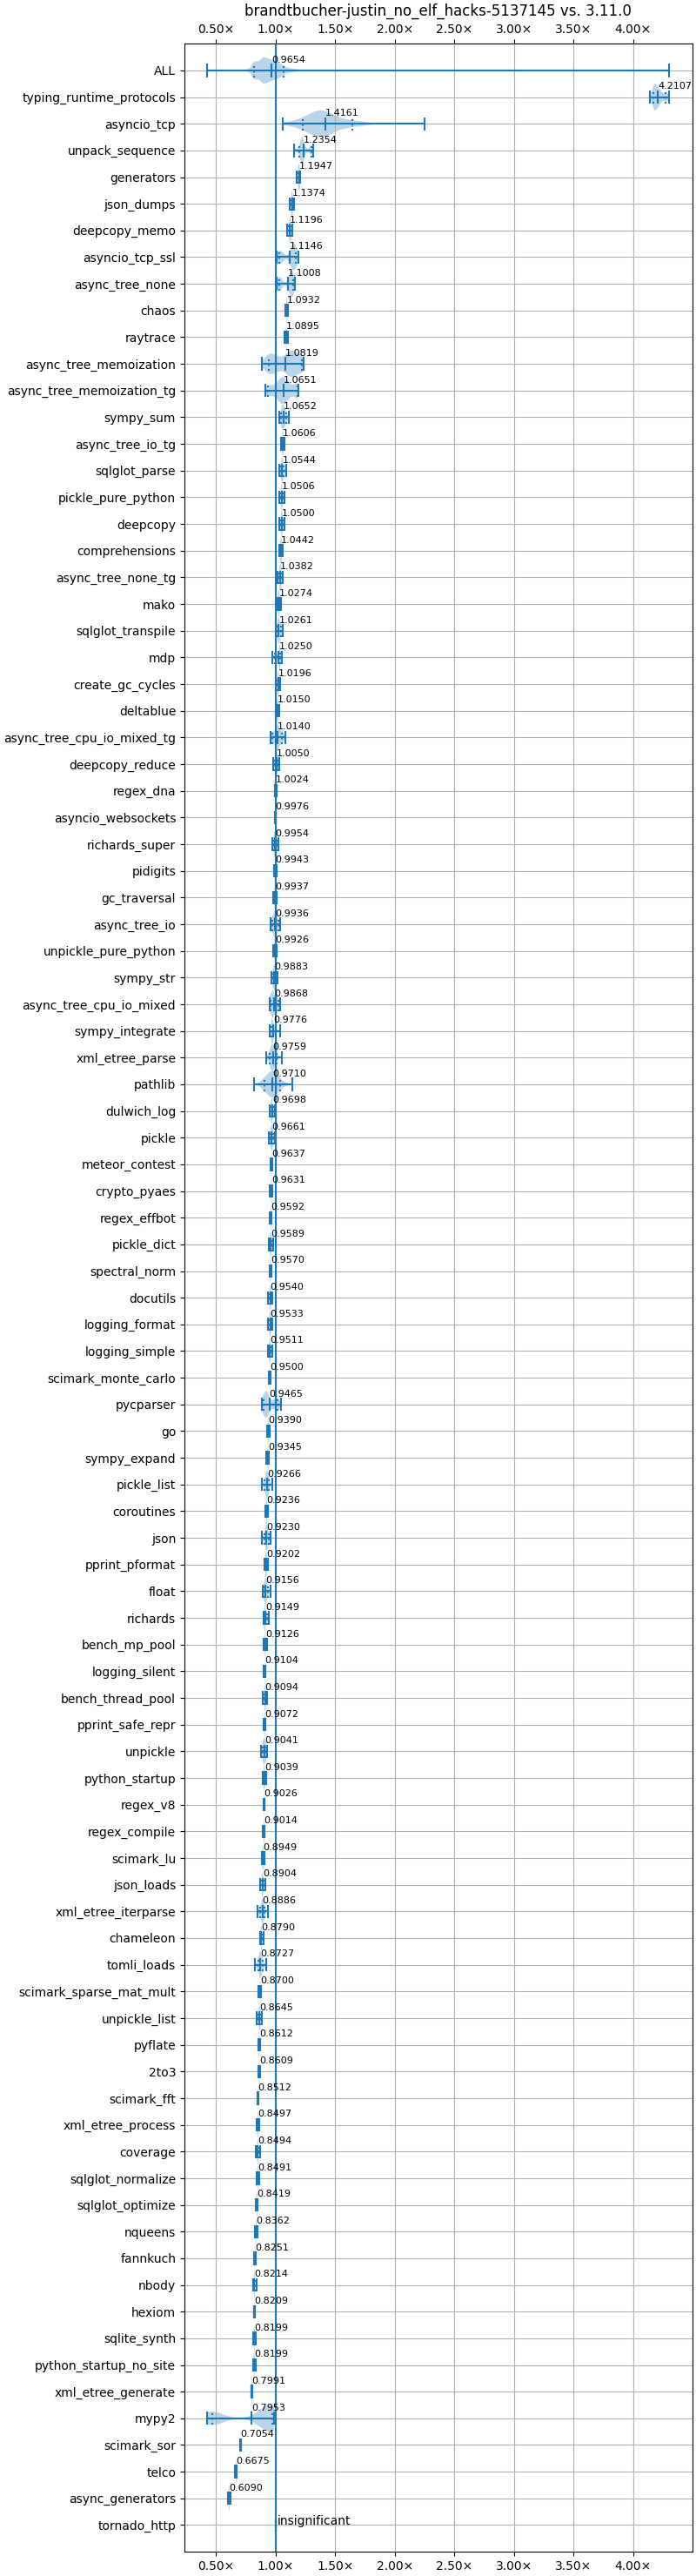 brandtbucher-justin_no_elf_hacks-5137145 vs. 3.11.0
0.50× 1.00× 1.50× 2.00× 2.50× 3.00× 3.50× 4.00×
ALL 0.9654
typing_runtime_protocols 4.2107
asyncio_tcp 1.4161
unpack_sequence 1.2354
generators 1.1947
json_dumps 1.1374
deepcopy_memo 1.1196
asyncio_tcp_ssl 1.1146
async_tree_none 1.1008
chaos 1.0932
raytrace 1.0895
async_tree_memoization 1.0819
async_tree_memoization_tg 1.0651
sympy_sum 1.0652
async_tree_io_tg 1.0606
sqlglot_parse 1.0544
pickle_pure_python 1.0506
deepcopy 1.0500
comprehensions 1.0442
async_tree_none_tg 1.0382
mako 1.0274
sqlglot_transpile 1.0261
mdp 1.0250
create_gc_cycles 1.0196
deltablue 1.0150
async_tree_cpu_io_mixed_tg 1.0140
deepcopy_reduce 1.0050
regex_dna 1.0024
asyncio_websockets 0.9976
richards_super 0.9954
pidigits 0.9943
gc_traversal 0.9937
async_tree_io 0.9936
unpickle_pure_python 0.9926
sympy_str 0.9883
async_tree_cpu_io_mixed 0.9868
sympy_integrate 0.9776
xml_etree_parse 0.9759
pathlib 0.9710
dulwich_log 0.9698
pickle 0.9661
meteor_contest 0.9637
crypto_pyaes 0.9631
regex_effbot 0.9592
pickle_dict 0.9589
spectral_norm 0.9570
docutils 0.9540
logging_format 0.9533
logging_simple 0.9511
scimark_monte_carlo 0.9500
pycparser 0.9465
go 0.9390
sympy_expand 0.9345
pickle_list 0.9266
coroutines 0.9236
json 0.9230
pprint_pformat 0.9202
float 0.9156
richards 0.9149
bench_mp_pool 0.9126
logging_silent 0.9104
bench_thread_pool 0.9094
pprint_safe_repr 0.9072
unpickle 0.9041
python_startup 0.9039
regex_v8 0.9026
regex_compile 0.9014
scimark_lu 0.8949
json_loads 0.8904
xml_etree_iterparse 0.8886
chameleon 0.8790
tomli_loads 0.8727
scimark_sparse_mat_mult 0.8700
unpickle_list 0.8645
pyflate 0.8612
2to3 0.8609
scimark_fft 0.8512
xml_etree_process 0.8497
coverage 0.8494
sqlglot_normalize 0.8491
sqlglot_optimize 0.8419
nqueens 0.8362
fannkuch 0.8251
nbody 0.8214
hexiom 0.8209
sqlite_synth 0.8199
python_startup_no_site 0.8199
xml_etree_generate 0.7991
mypy2 0.7953
scimark_sor 0.7054
telco 0.6675
async_generators 0.6090
tornado_http insignificant
0.50× 1.00× 1.50× 2.00× 2.50× 3.00× 3.50× 4.00×